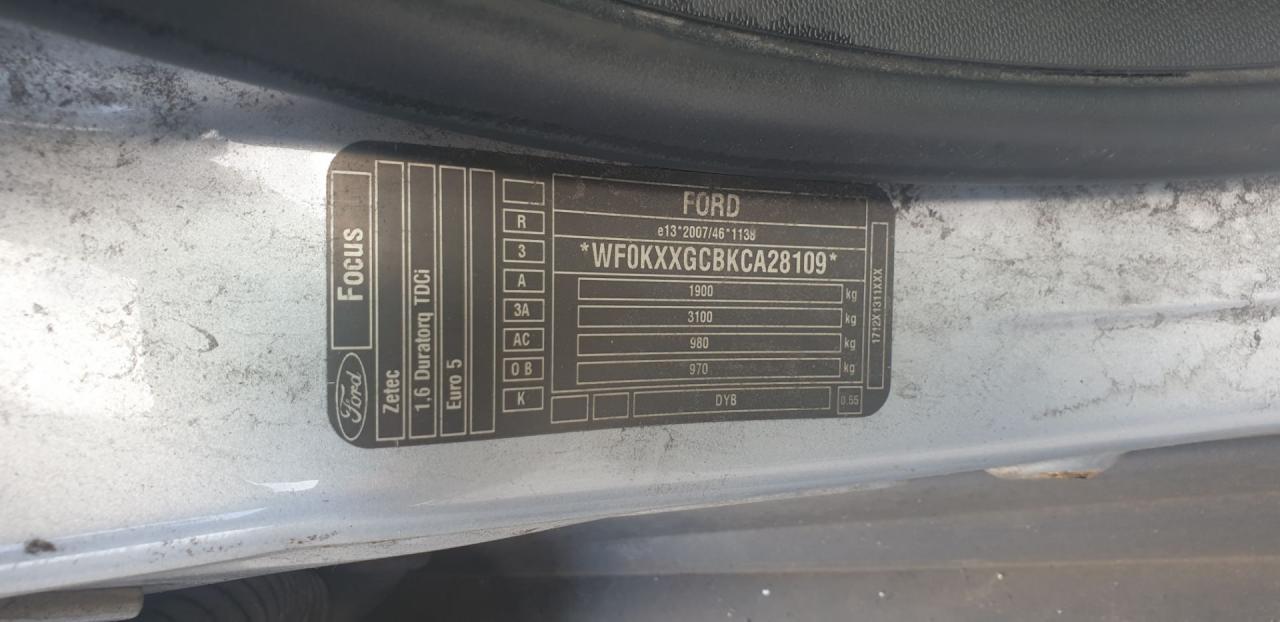 Focus
Ford
Zetec
1.6 Duratorq TDCi
Euro 5
R
3
A
3A
AC
0 B
K
FORD
e13*2007/46*1138
*WF0KXXGCBKCA28109*
1900 kg
3100 kg
980 kg
970 kg
DYB
0.55
1712X1311XXX